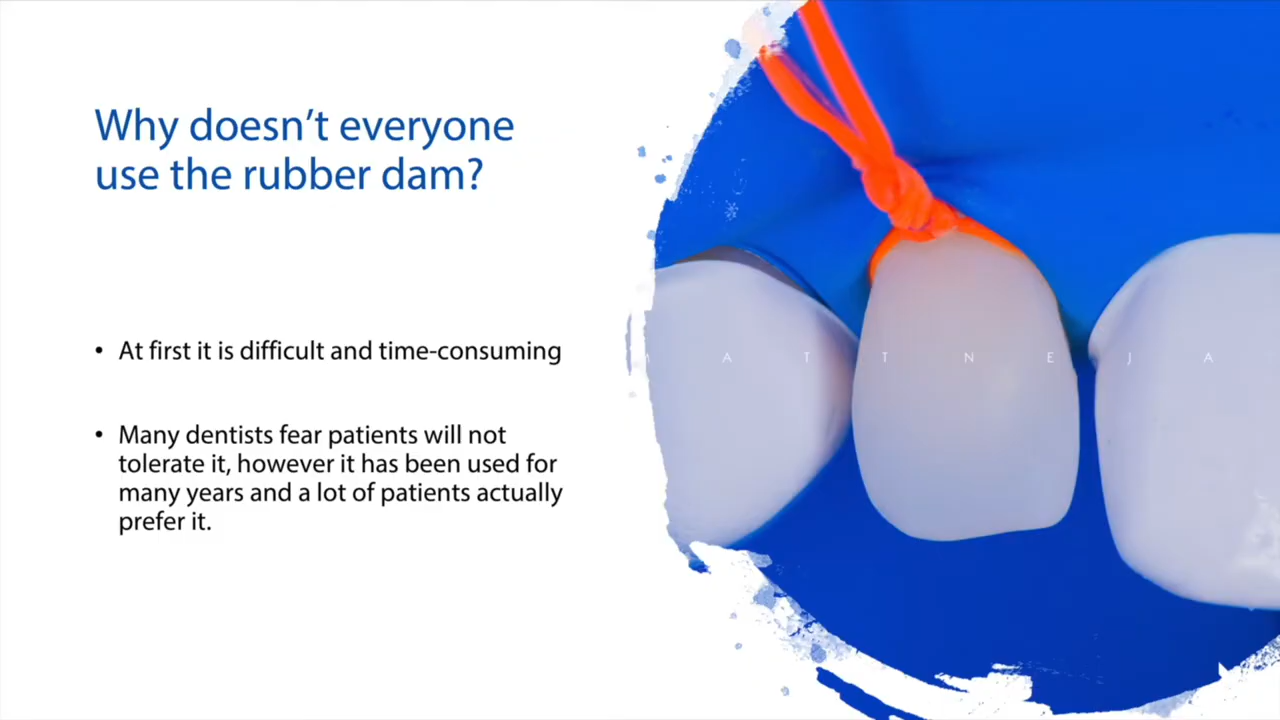 Why doesn’t everyone
use the rubber dam?
• At first it is difficult and time-consuming
• Many dentists fear patients will not
tolerate it, however it has been used for
many years and a lot of patients actually
prefer it.
M A T T N E J A